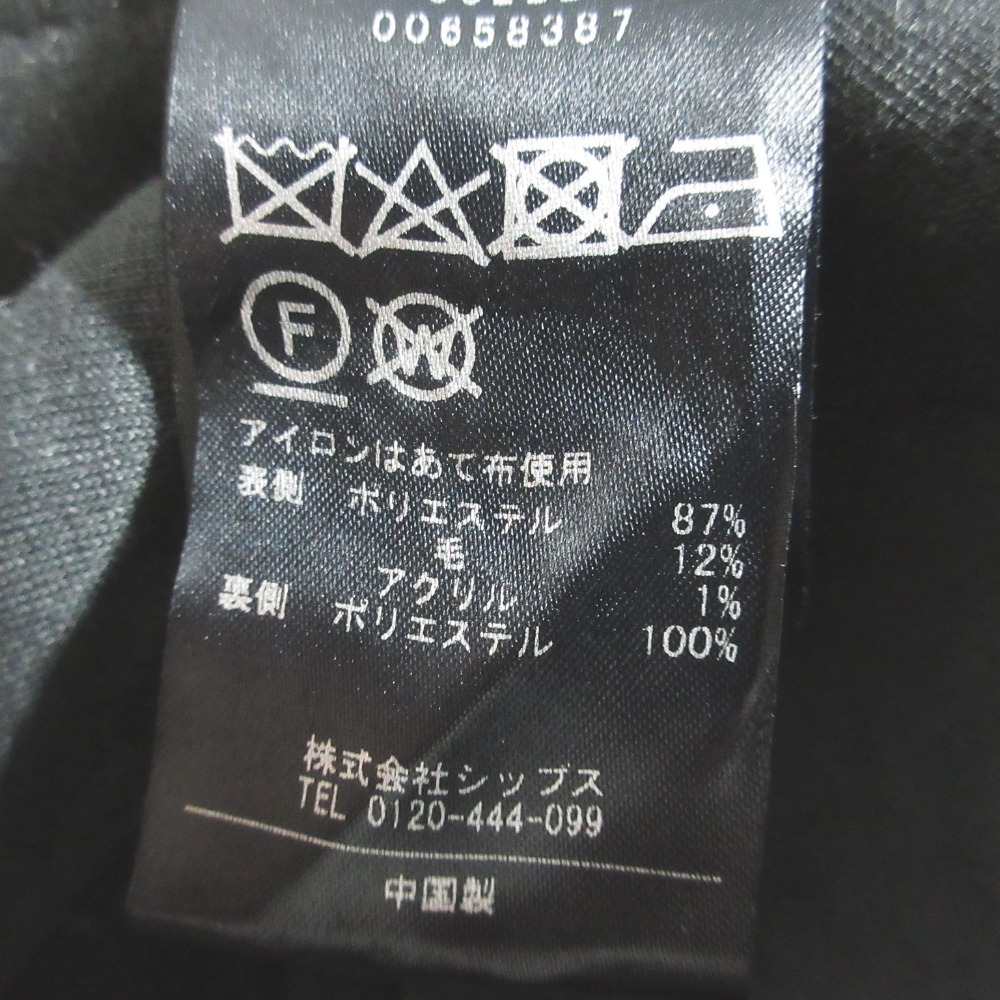 00658387
F
W
アイロンはあて布使用
表側 ポリエステル 87%
毛 12%
アクリル 1%
裏側 ポリエステル 100%
株式会社シップス
TEL 0120-444-099
中国製